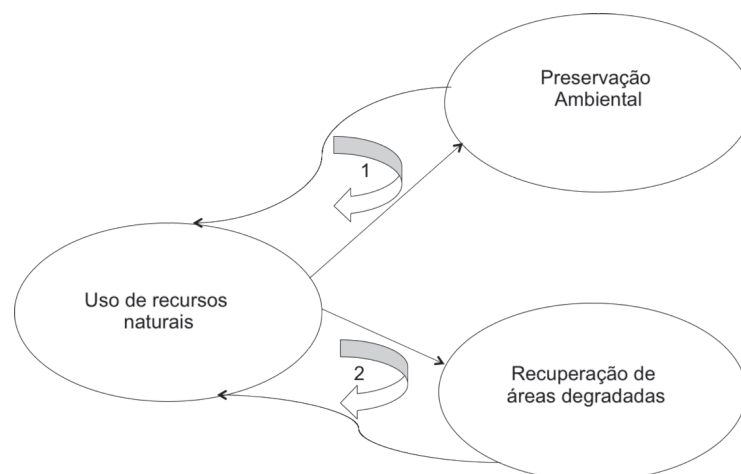 Preservação
Ambiental
1
Uso de recursos
naturais
2
Recuperação de
áreas degradadas